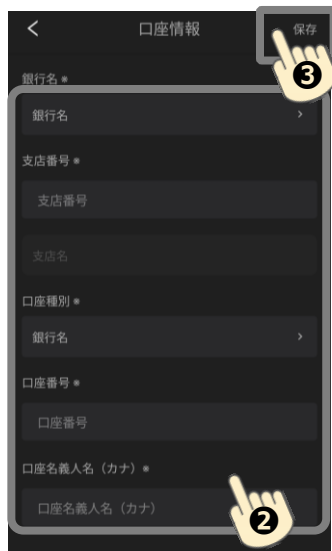 口座情報
保存
❸
銀行名 ※
銀行名
支店番号 ※
支店番号
支店名
口座種別 ※
銀行名
口座番号 ※
口座番号
口座名義人名（カナ） ※
口座名義人名（カナ）
❷